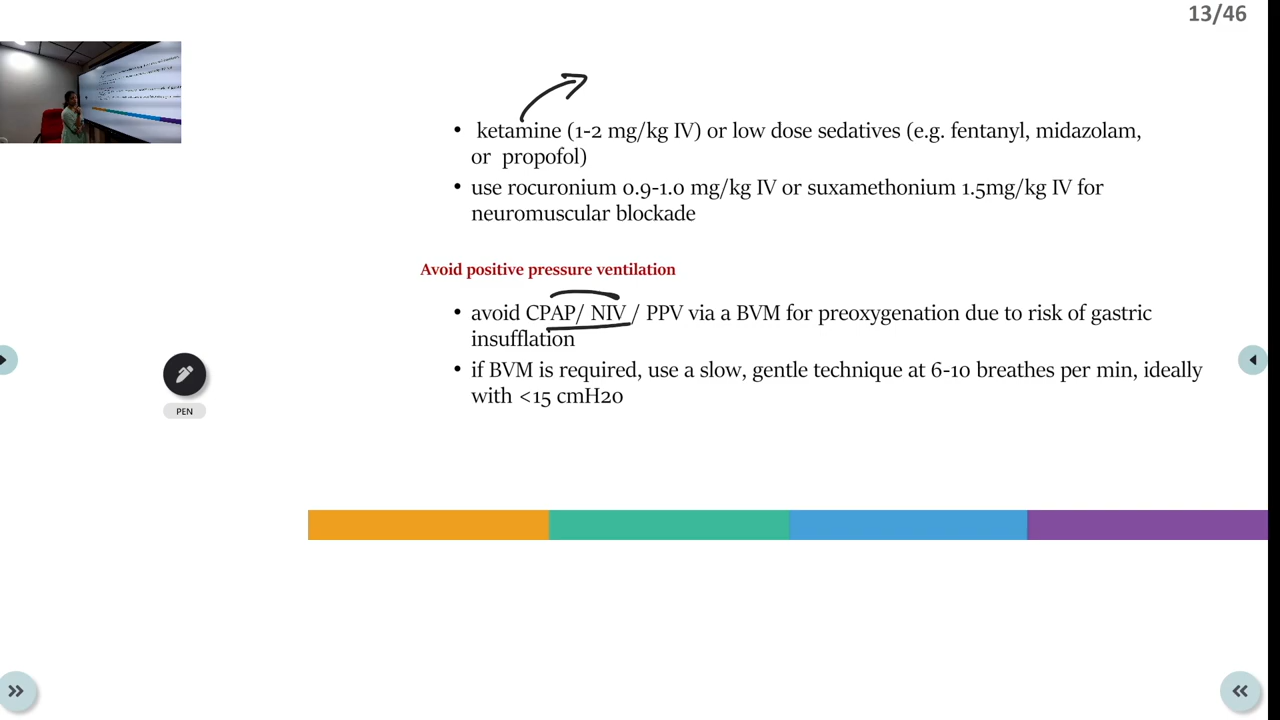 13/46
• ketamine (1-2 mg/kg IV) or low dose sedatives (e.g. fentanyl, midazolam,
or propofol)
• use rocuronium 0.9-1.0 mg/kg IV or suxamethonium 1.5mg/kg IV for
neuromuscular blockade
Avoid positive pressure ventilation
• avoid CPAP/ NIV / PPV via a BVM for preoxygenation due to risk of gastric
insufflation
• if BVM is required, use a slow, gentle technique at 6-10 breathes per min, ideally
with <15 cmH20
PEN